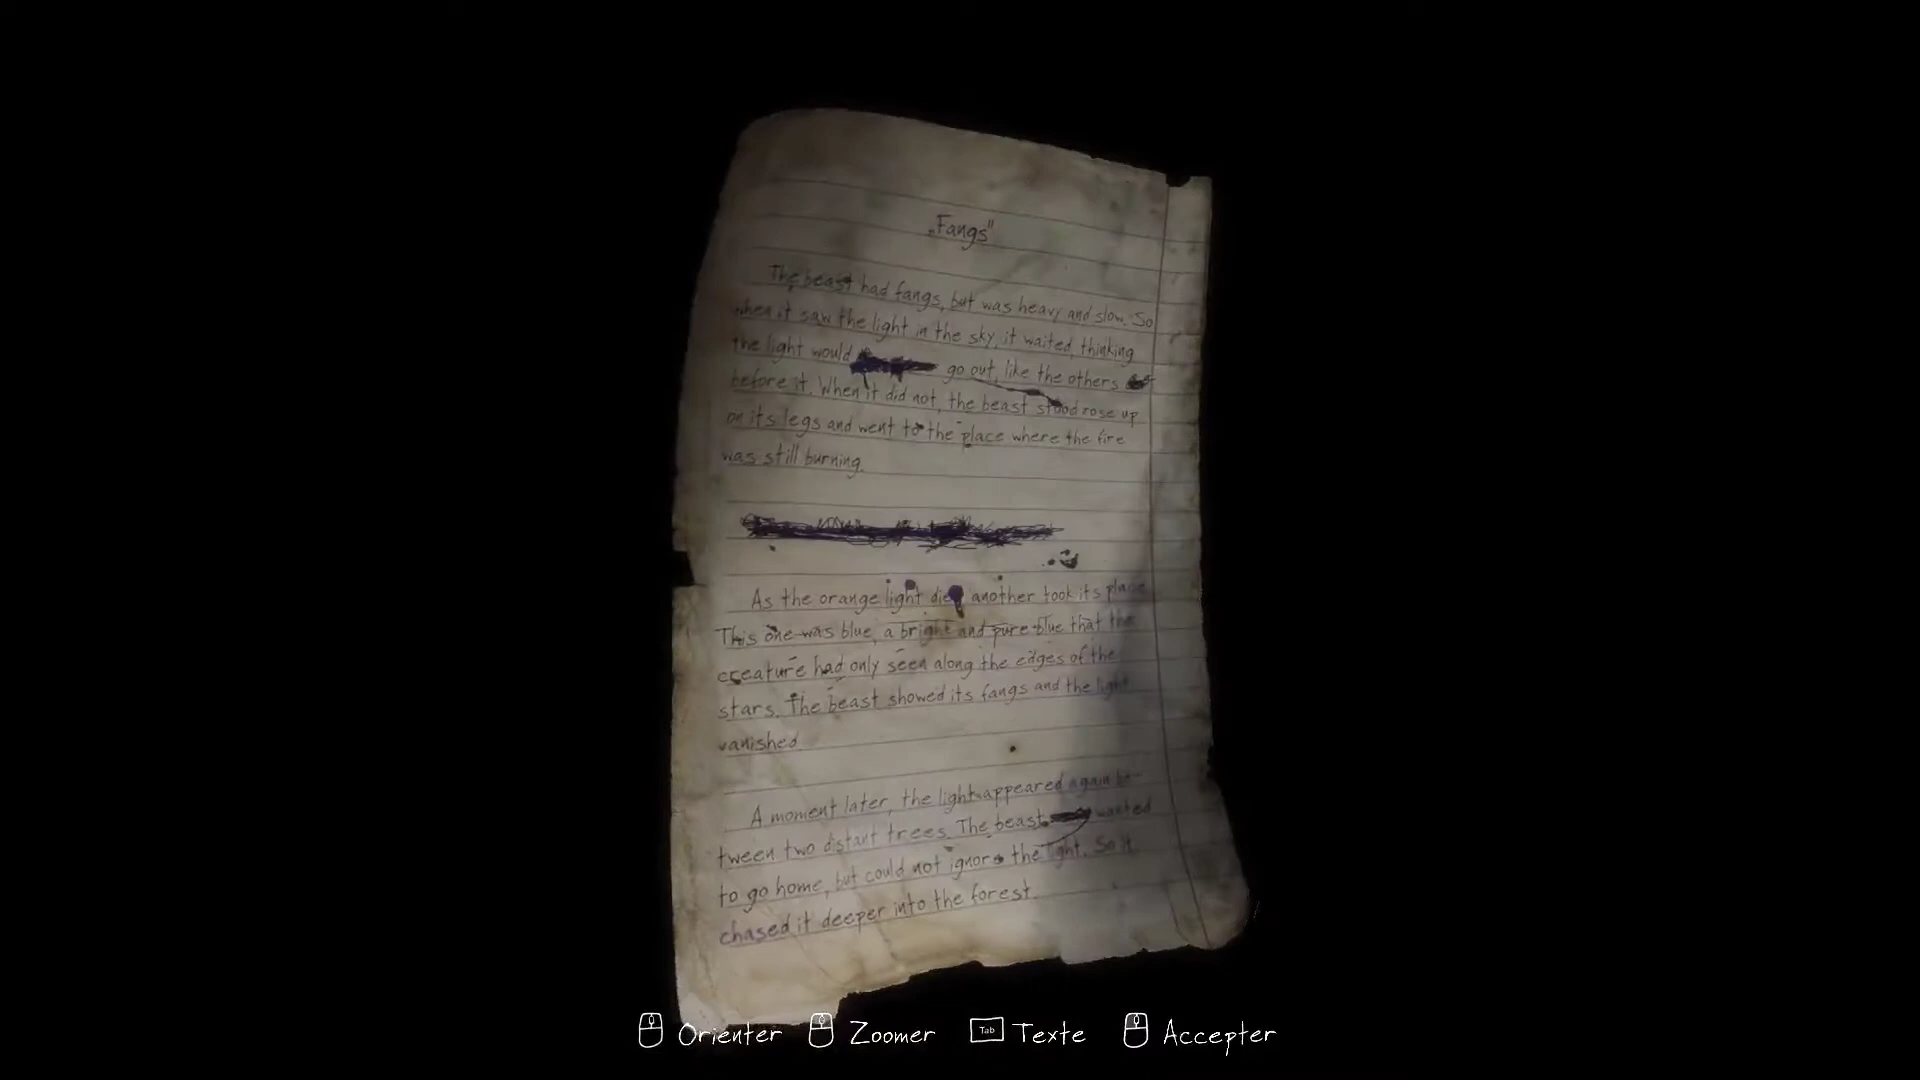 „Fangs"
The beast had fangs, but was heavy and slow. So
when it saw the light in the sky, it waited, thinking
the light would go out, like the others
before it. When it did not, the beast stood rose up
on its legs and went to the place where the fire
was still burning.
As the orange light died another took its place
This one was blue, a bright and pure blue that the
creature had only seen along the edges of the
stars. The beast showed its fangs and the light
vanished.
A moment later, the light appeared again be-
tween two distant trees. The beast wanted
to go home, but could not ignore the light. So it
chased it deeper into the forest.
Orienter Zoomer Tab Texte Accepter